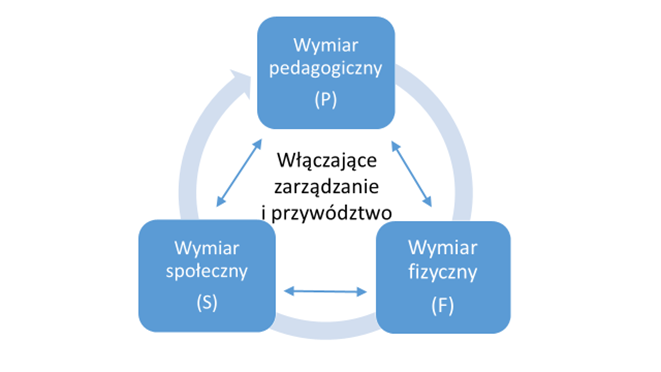 Wymiar
pedagogiczny
(P)
Włączające
zarządzanie
i przywództwo
Wymiar
społeczny
(S)
Wymiar
fizyczny
(F)